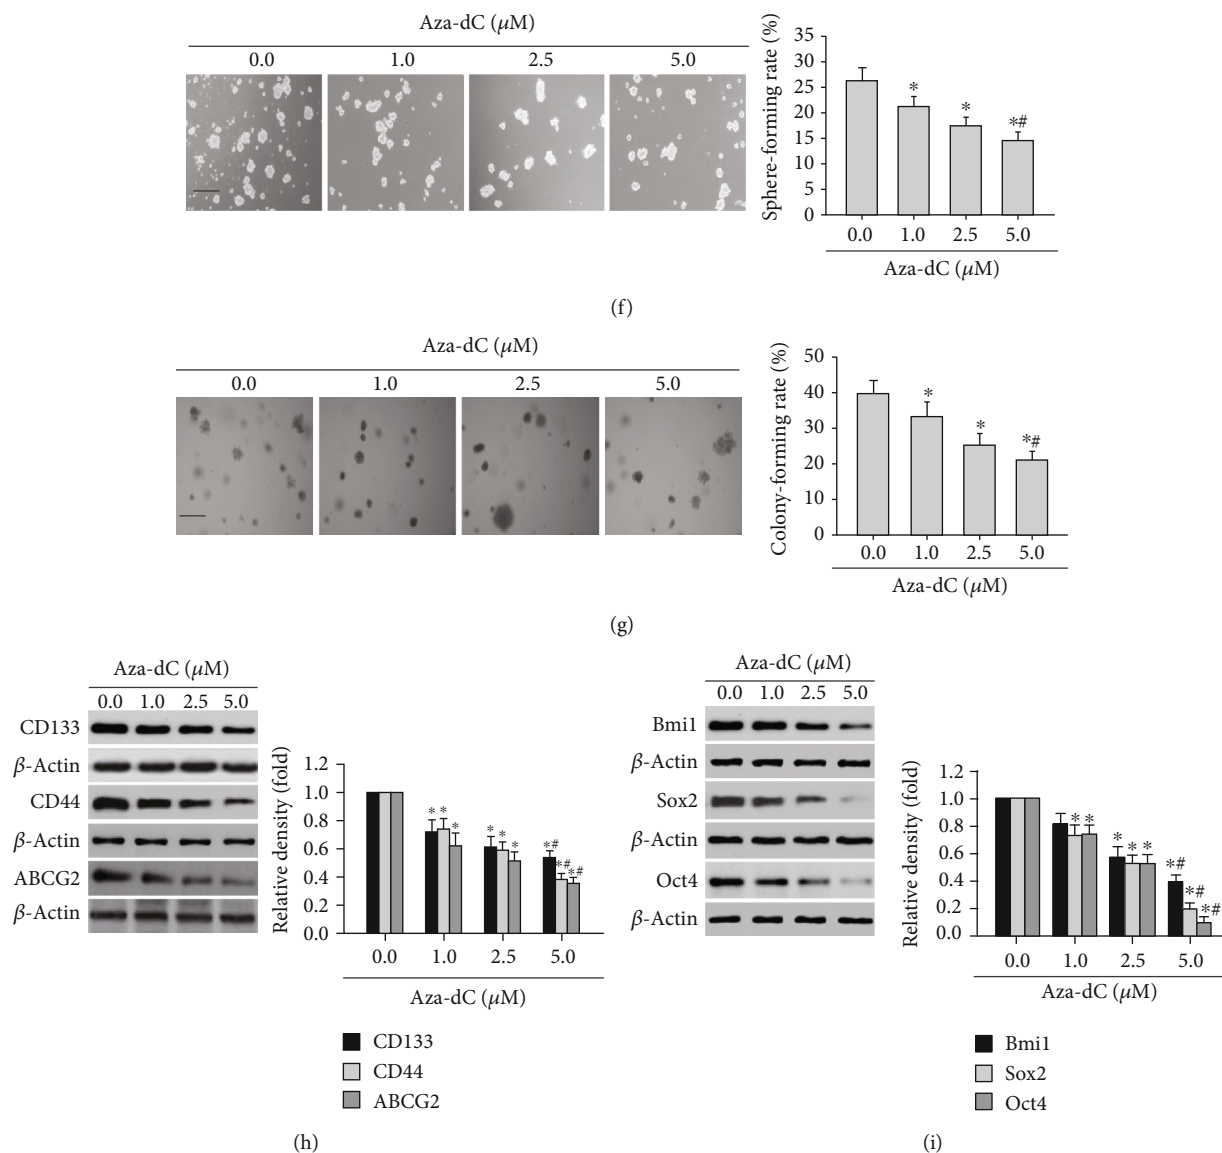 Aza-dC (μM)
0.0 1.0 2.5 5.0
Sphere-forming rate (%)
35
30
25
20
15
10
5
0
* * *#
0.0 1.0 2.5 5.0
Aza-dC (μM)
(f)
Aza-dC (μM)
0.0 1.0 2.5 5.0
Colony-forming rate (%)
50
40
30
20
10
0
* * *#
0.0 1.0 2.5 5.0
Aza-dC (μM)
(g)
Aza-dC (μM)
0.0 1.0 2.5 5.0
CD133
β-Actin
CD44
β-Actin
ABCG2
β-Actin
Relative density (fold)
1.2
1.0
0.8
0.6
0.4
0.2
0.0
* * * * * * *# *# *#
0.0 1.0 2.5 5.0
Aza-dC (μM)
CD133
CD44
ABCG2
(h)
Aza-dC (μM)
0.0 1.0 2.5 5.0
Bmi1
β-Actin
Sox2
β-Actin
Oct4
β-Actin
Relative density (fold)
1.2
1.0
0.8
0.6
0.4
0.2
0.0
* * * * * *# *# *#
0.0 1.0 2.5 5.0
Aza-dC (μM)
Bmi1
Sox2
Oct4
(i)